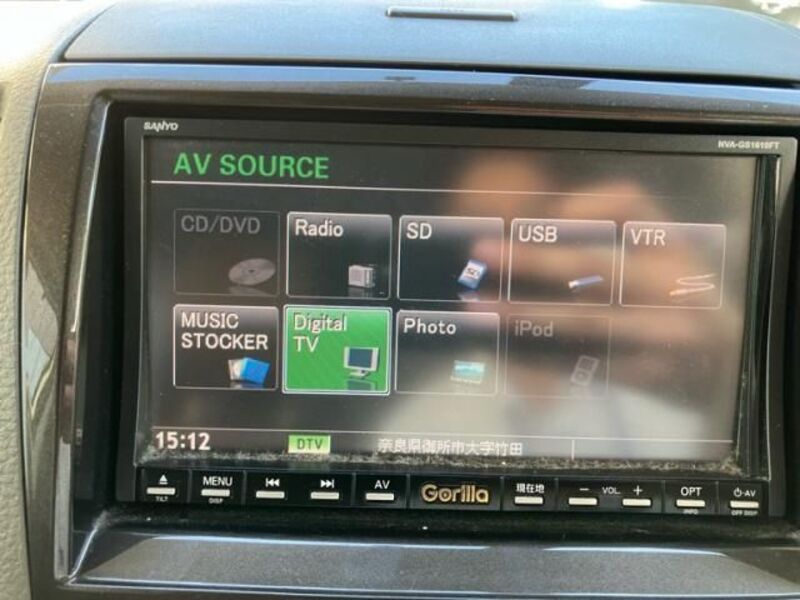 SANYO
NVA-GS1610FT
AV SOURCE
CD/DVD
Radio
SD
USB
VTR
MUSIC
STOCKER
Digital
TV
Photo
iPod
15:12
DTV
奈良県御所市大字竹田
TILT
MENU
DISP
AV
Gorilla
現在地
− VOL. +
OPT
INFO
AV
OFF DISP